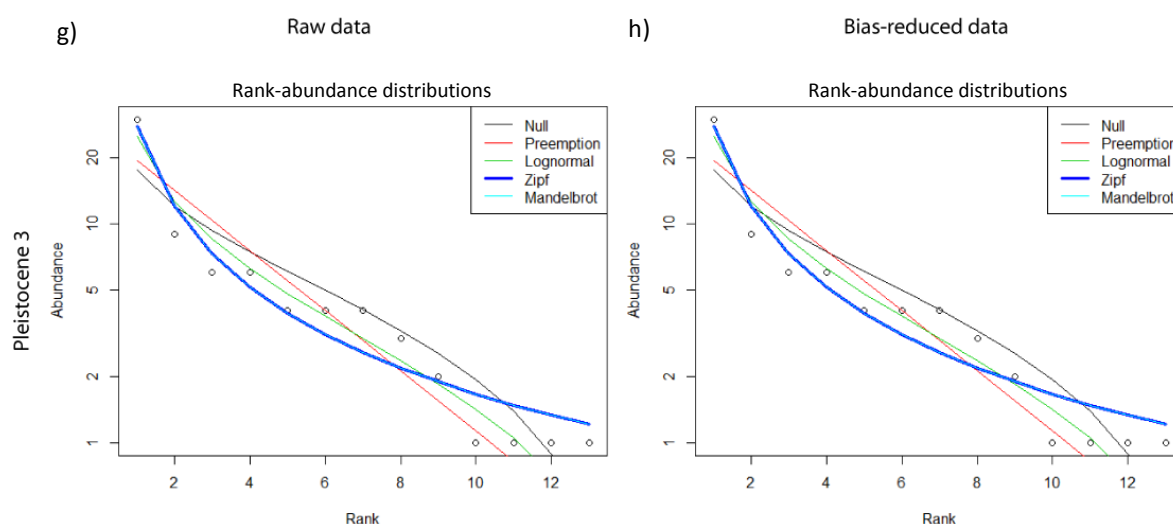 g)
Raw data
h)
Bias-reduced data
Pleistocene 3
Rank-abundance distributions
Null
Preemption
Lognormal
Zipf
Mandelbrot
Abundance
20
10
5
2
1
2
4
6
8
10
12
Rank
Rank-abundance distributions
Null
Preemption
Lognormal
Zipf
Mandelbrot
Abundance
20
10
5
2
1
2
4
6
8
10
12
Rank